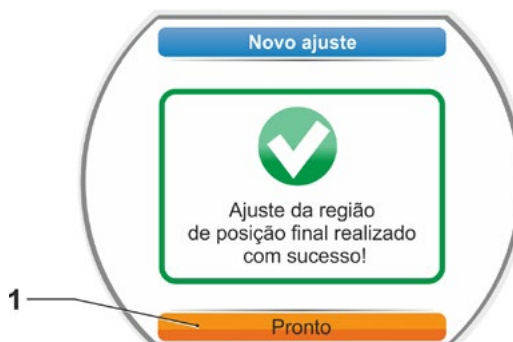 Novo ajuste
Ajuste da região
de posição final realizado
com sucesso!
1
Pronto